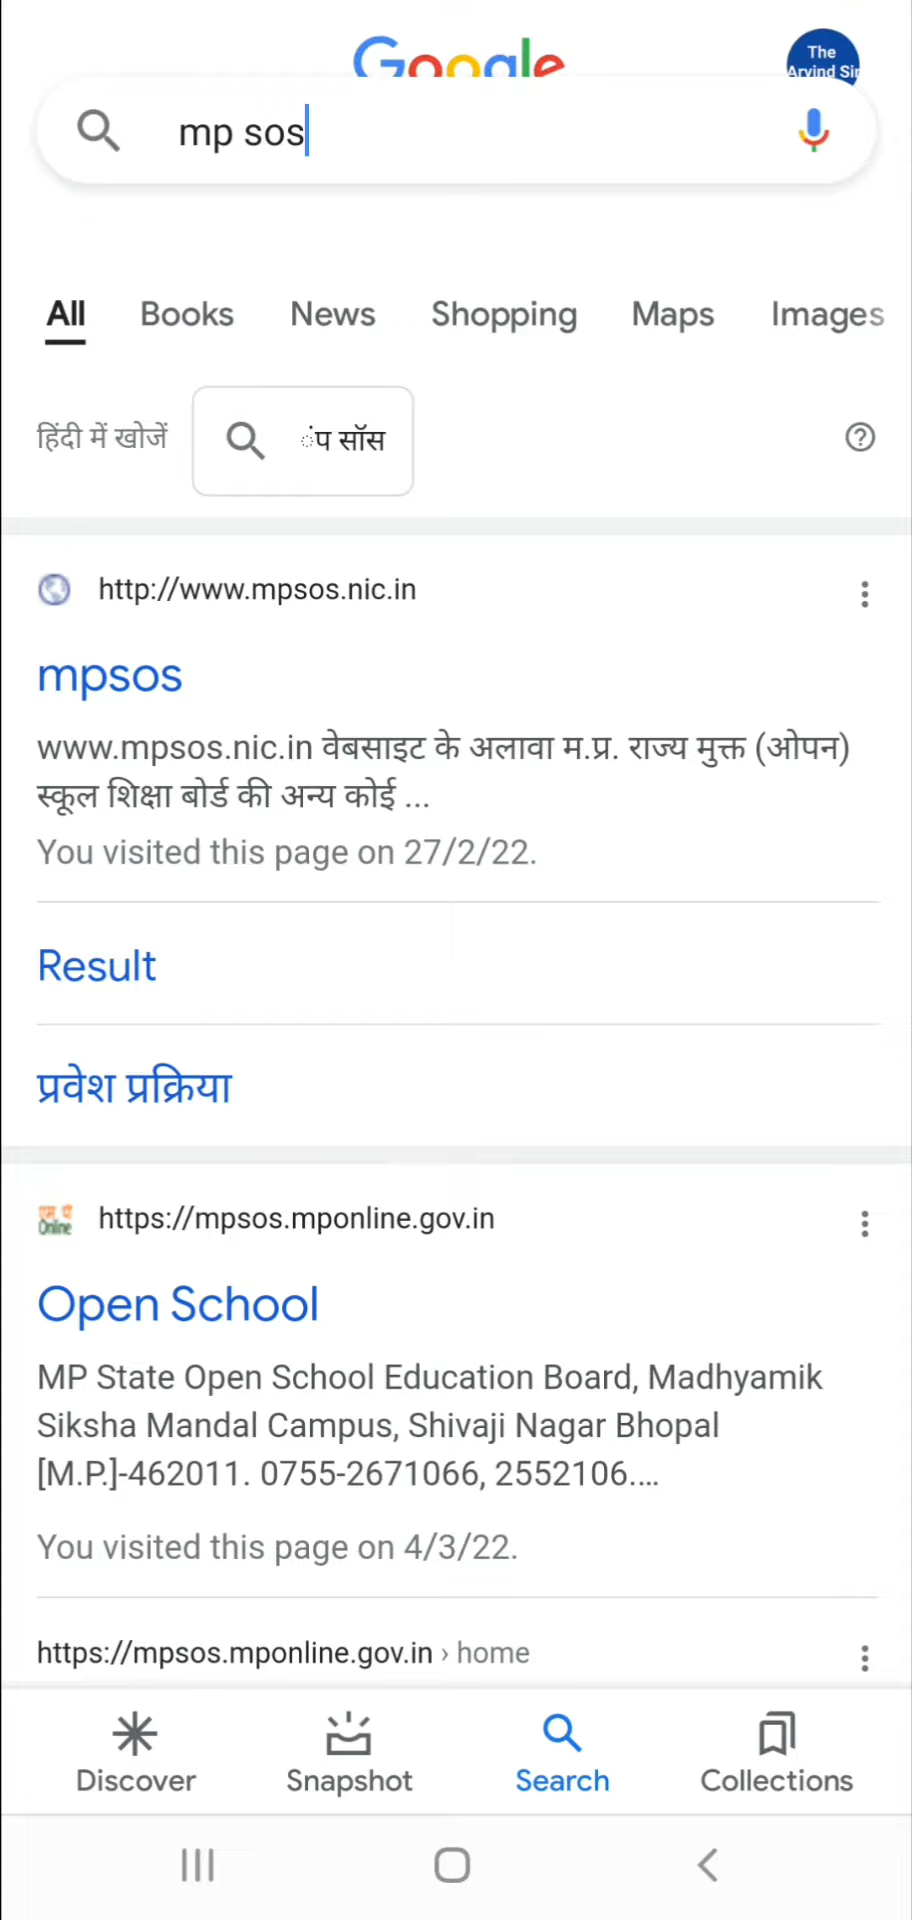 Google
The
Arvind Sir
mp sos
All Books News Shopping Maps Images
हिंदी में खोजें
ंप सॉस
http://www.mpsos.nic.in
mpsos
www.mpsos.nic.in वेबसाइट के अलावा म.प्र. राज्य मुक्त (ओपन)
स्कूल शिक्षा बोर्ड की अन्य कोई ...
You visited this page on 27/2/22.
Result
प्रवेश प्रक्रिया
एम पी
Online
https://mpsos.mponline.gov.in
Open School
MP State Open School Education Board, Madhyamik
Siksha Mandal Campus, Shivaji Nagar Bhopal
[M.P.]-462011. 0755-2671066, 2552106....
You visited this page on 4/3/22.
https://mpsos.mponline.gov.in › home
Discover Snapshot Search Collections